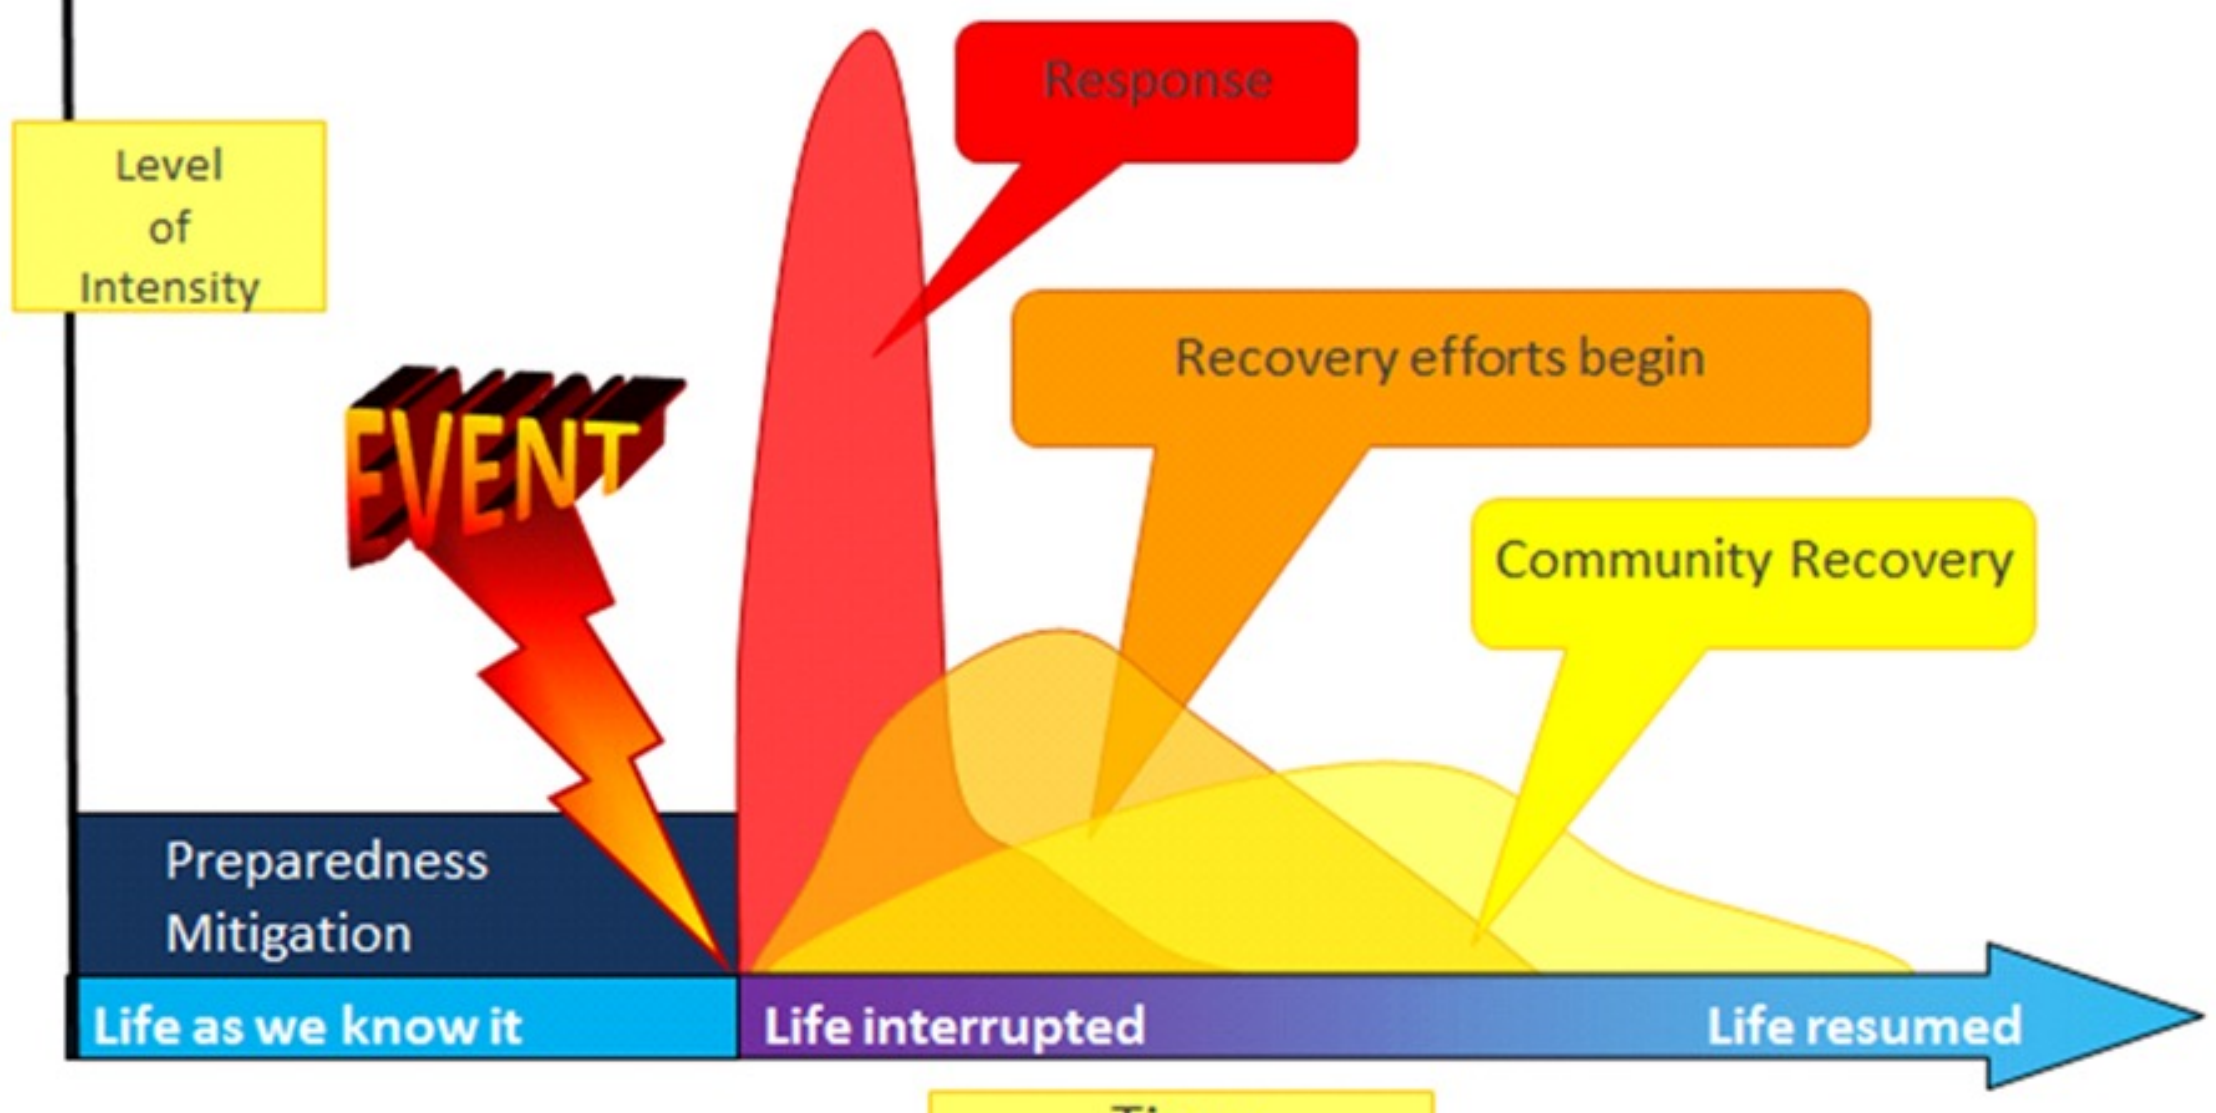 Response
Level
of
Intensity
Recovery efforts begin
EVENT
Community Recovery
Preparedness
Mitigation
Life as we know it
Life interrupted
Life resumed